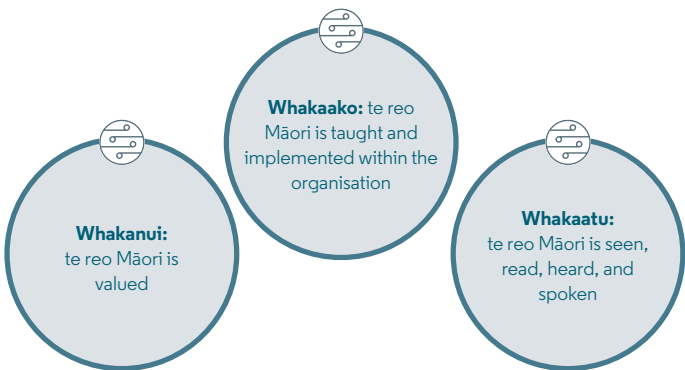 Whakanui:
te reo Māori is
valued
Whakaako: te reo
Māori is taught and
implemented within the
organisation
Whakaatu:
te reo Māori is seen,
read, heard, and
spoken